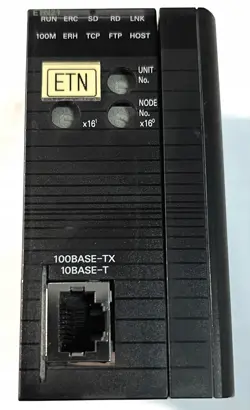 ETN21
RUN ERC SD RD LNK
100M ERH TCP FTP HOST
ETN
UNIT
No.
NODE
No.
x16¹ x16⁰
100BASE-TX
10BASE-T